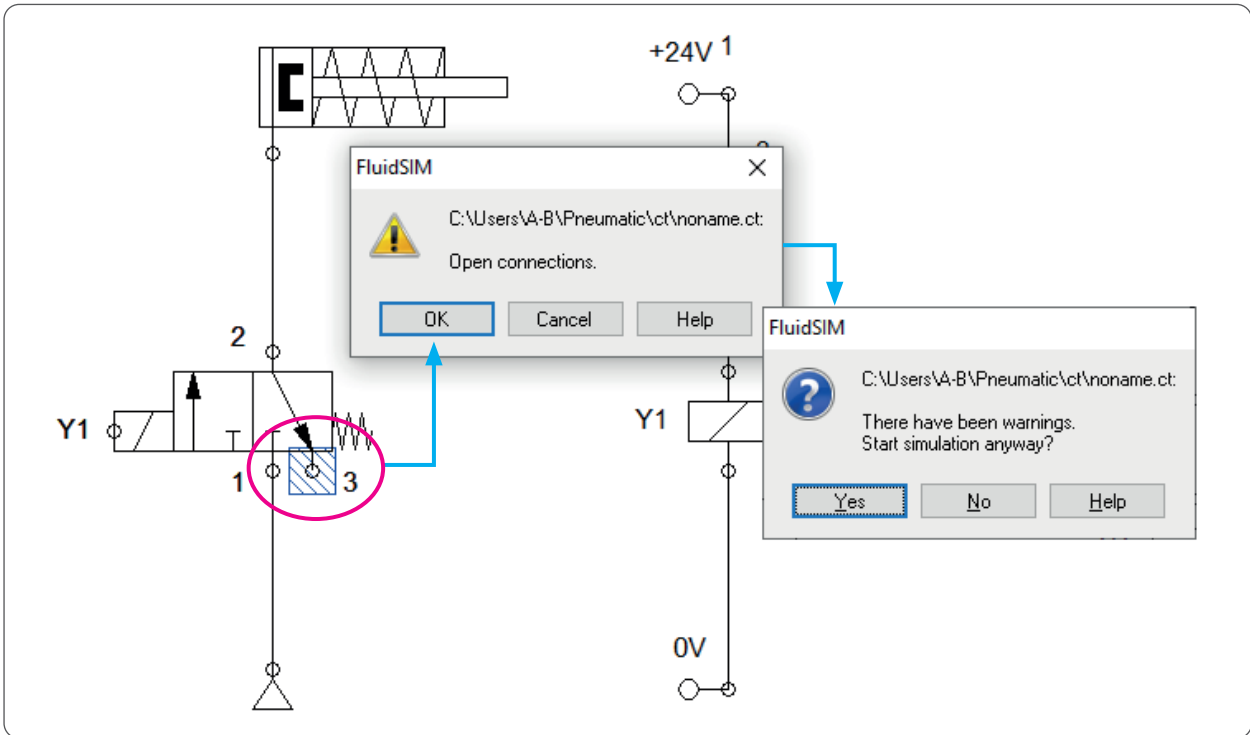 +24V 1
FluidSIM
C:\Users\A-B\Pneumatic\ct\noname.ct:
Open connections.
OK
Cancel
Help
2
Y1
1
3
FluidSIM
C:\Users\A-B\Pneumatic\ct\noname.ct:
There have been warnings.
Start simulation anyway?
Yes
No
Help
Y1
0V